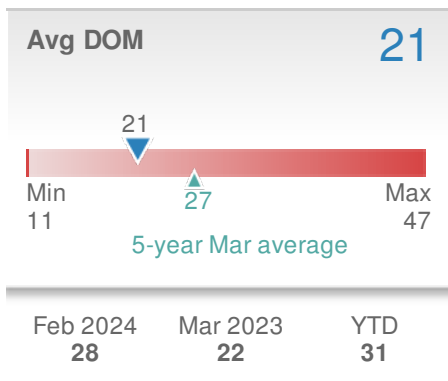 Avg DOM 21
21
Min Max
11 27 47
5-year Mar average
Feb 2024 Mar 2023 YTD
28 22 31